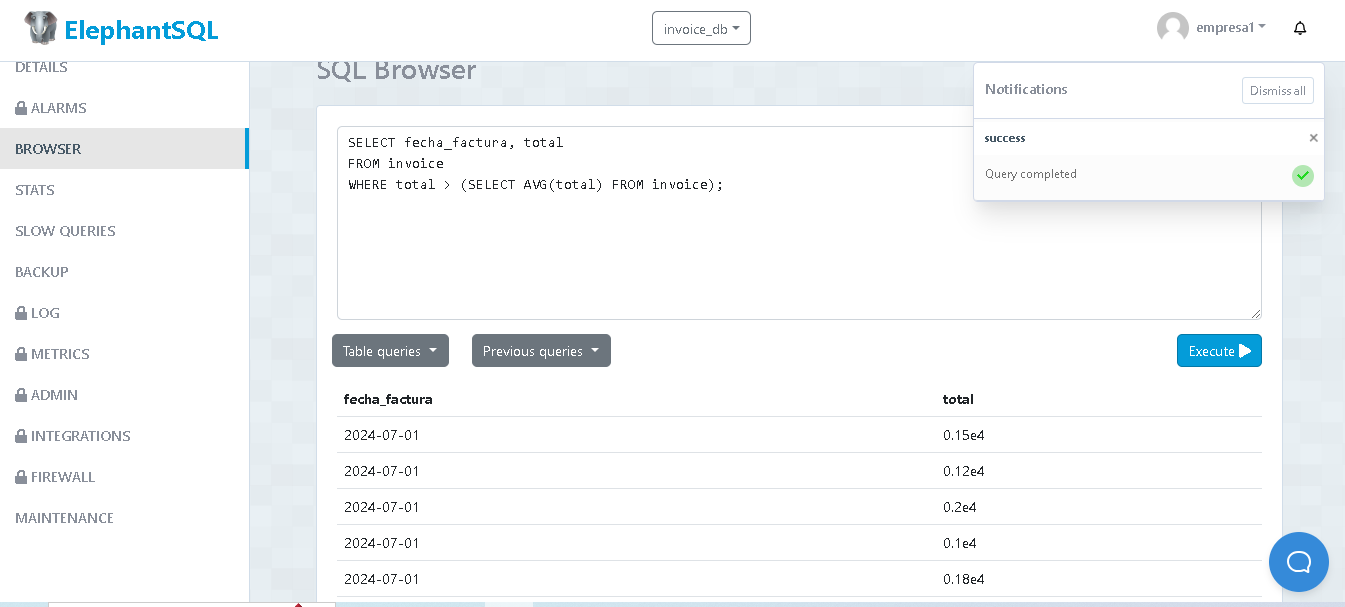 ElephantSQL
invoice_db
empresa1
DETAILS
ALARMS
BROWSER
STATS
SLOW QUERIES
BACKUP
LOG
METRICS
ADMIN
INTEGRATIONS
FIREWALL
MAINTENANCE
SQL Browser
Notifications
Dismiss all
success
×
Query completed
SELECT fecha_factura, total
FROM invoice
WHERE total > (SELECT AVG(total) FROM invoice);
Table queries
Previous queries
Execute
fecha_factura total
2024-07-01 0.15e4
2024-07-01 0.12e4
2024-07-01 0.2e4
2024-07-01 0.1e4
2024-07-01 0.18e4